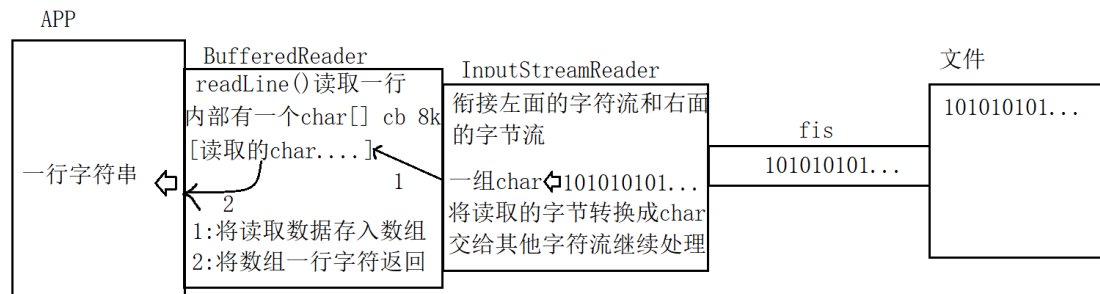 APP
BufferedReader
readLine()读取一行
内部有一个char[] cb 8k
[读取的char....]
1
2
1:将读取数据存入数组
2:将数组一行字符返回
一行字符串
InputStreamReader
衔接左面的字符流和右面
的字节流
一组char 101010101...
将读取的字节转换成char
交给其他字符流继续处理
fis
101010101...
文件
101010101...